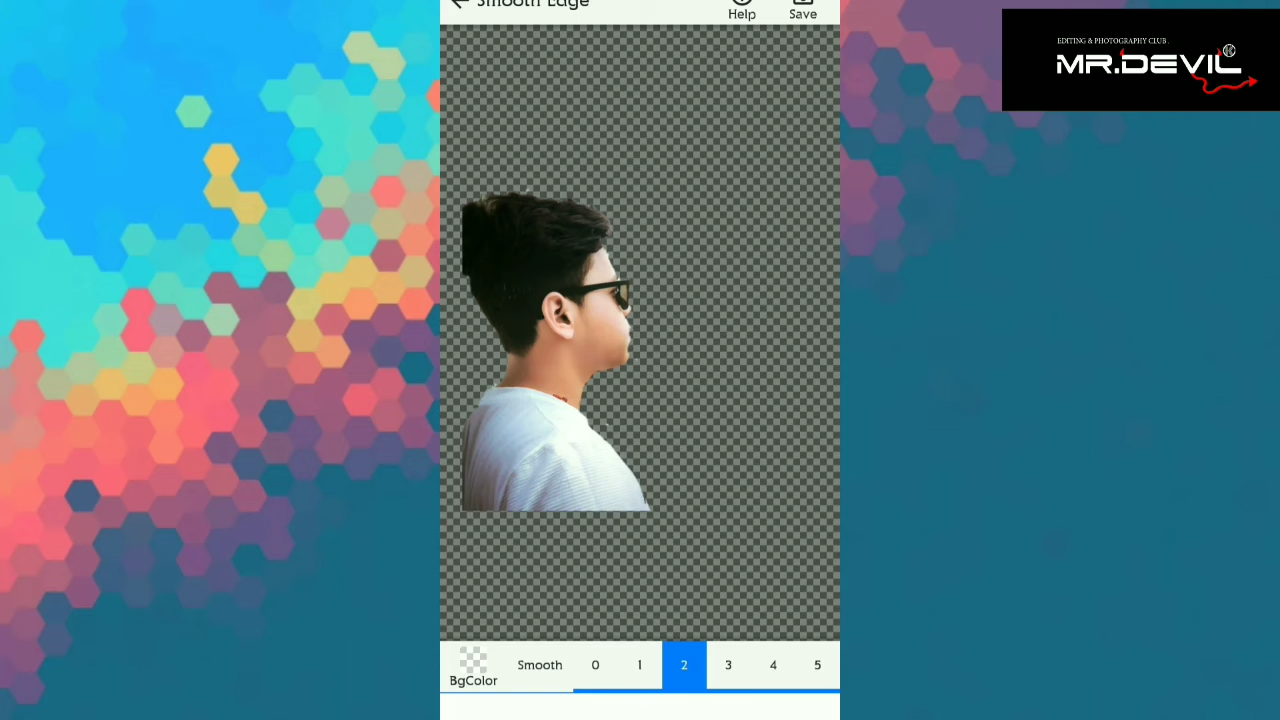 Smooth Edge
Help
Save
EDITING & PHOTOGRAPHY CLUB .
MR.DEVIL
BgColor
Smooth
0
1
2
3
4
5